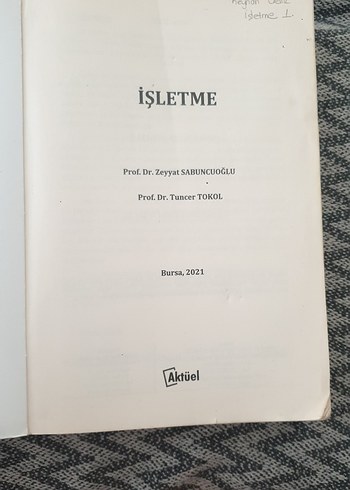 İşletme 1
İŞLETME
Prof. Dr. Zeyyat SABUNCUOĞLU
Prof. Dr. Tuncer TOKOL
Bursa, 2021
Aktüel